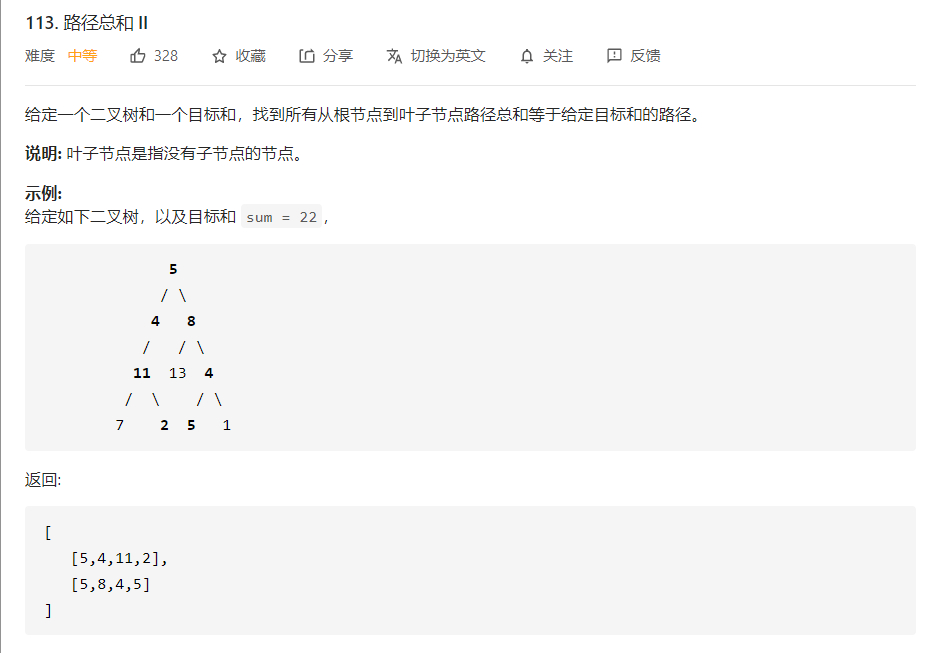 113. 路径总和 II
难度 中等 328 收藏 分享 切换为英文 关注 反馈
给定一个二叉树和一个目标和，找到所有从根节点到叶子节点路径总和等于给定目标和的路径。
说明: 叶子节点是指没有子节点的节点。
示例:
给定如下二叉树，以及目标和 sum = 22，
5
/ \
4 8
/ / \
11 13 4
/ \ / \
7 2 5 1
返回:
[
[5,4,11,2],
[5,8,4,5]
]